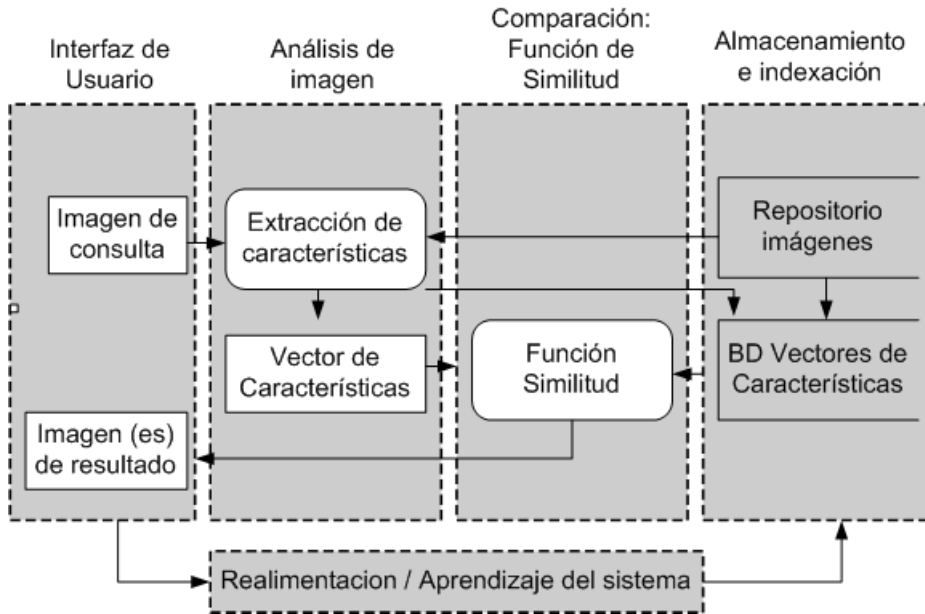 Interfaz de
Usuario
Análisis de
imagen
Comparación:
Función de
Similitud
Almacenamiento
e indexación
Imagen de
consulta
Extracción de
características
Repositorio
imágenes
Vector de
Características
Función
Similitud
BD Vectores de
Características
Imagen (es)
de resultado
Realimentacion / Aprendizaje del sistema